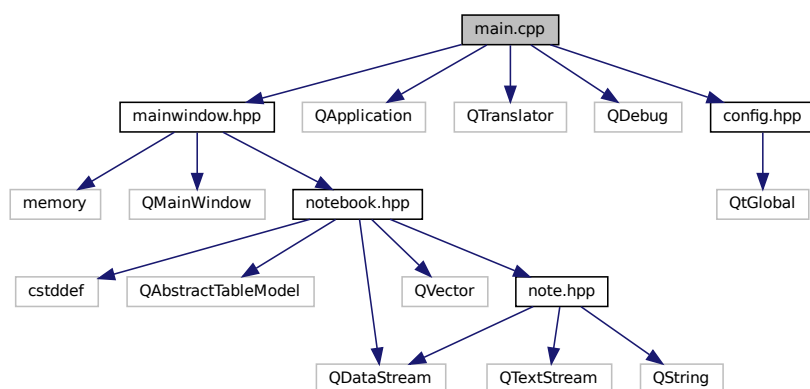 main.cpp
mainwindow.hpp
QApplication
QTranslator
QDebug
config.hpp
memory
QMainWindow
notebook.hpp
QtGlobal
cstddef
QAbstractTableModel
QVector
note.hpp
QDataStream
QTextStream
QString